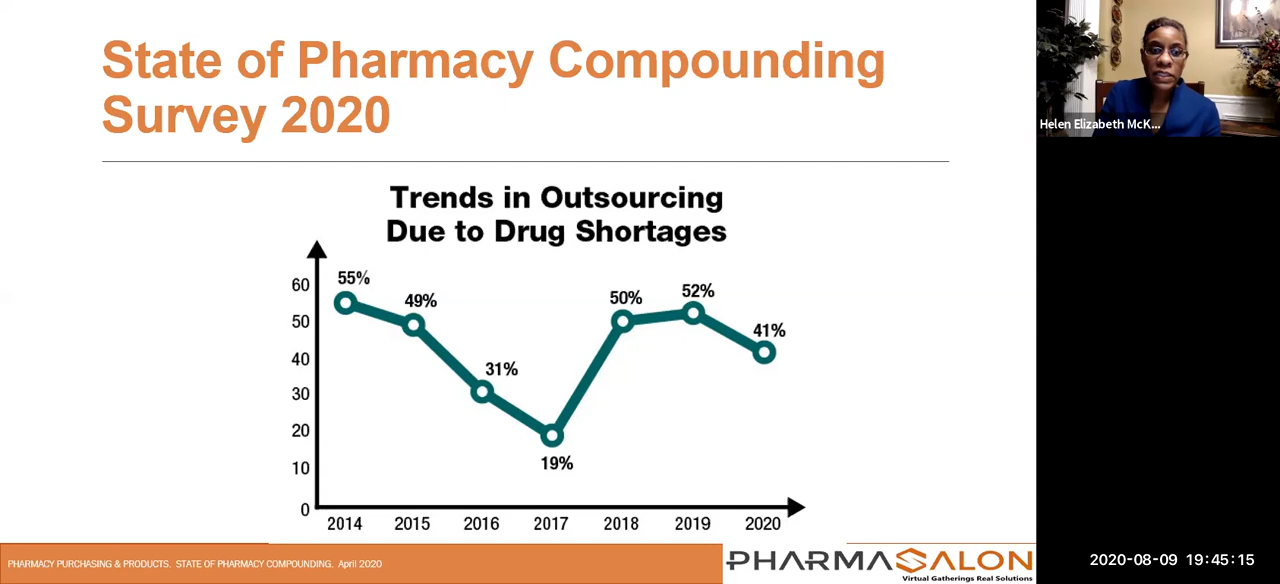 State of Pharmacy Compounding
Survey 2020
Helen Elizabeth McK...
Trends in Outsourcing
Due to Drug Shortages
60
50
40
30
20
10
0
55%
49%
31%
19%
50%
52%
41%
2014 2015 2016 2017 2018 2019 2020
PHARMACY PURCHASING & PRODUCTS. STATE OF PHARMACY COMPOUNDING. April 2020
PHARMASALON
Virtual Gatherings Real Solutions
2020-08-09 19:45:15